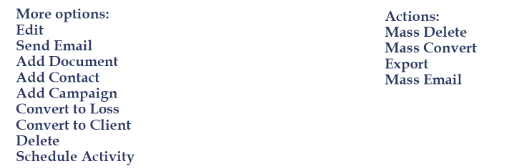 More options:
Edit
Send Email
Add Document
Add Contact
Add Campaign
Convert to Loss
Convert to Client
Delete
Schedule Activity
Actions:
Mass Delete
Mass Convert
Export
Mass Email